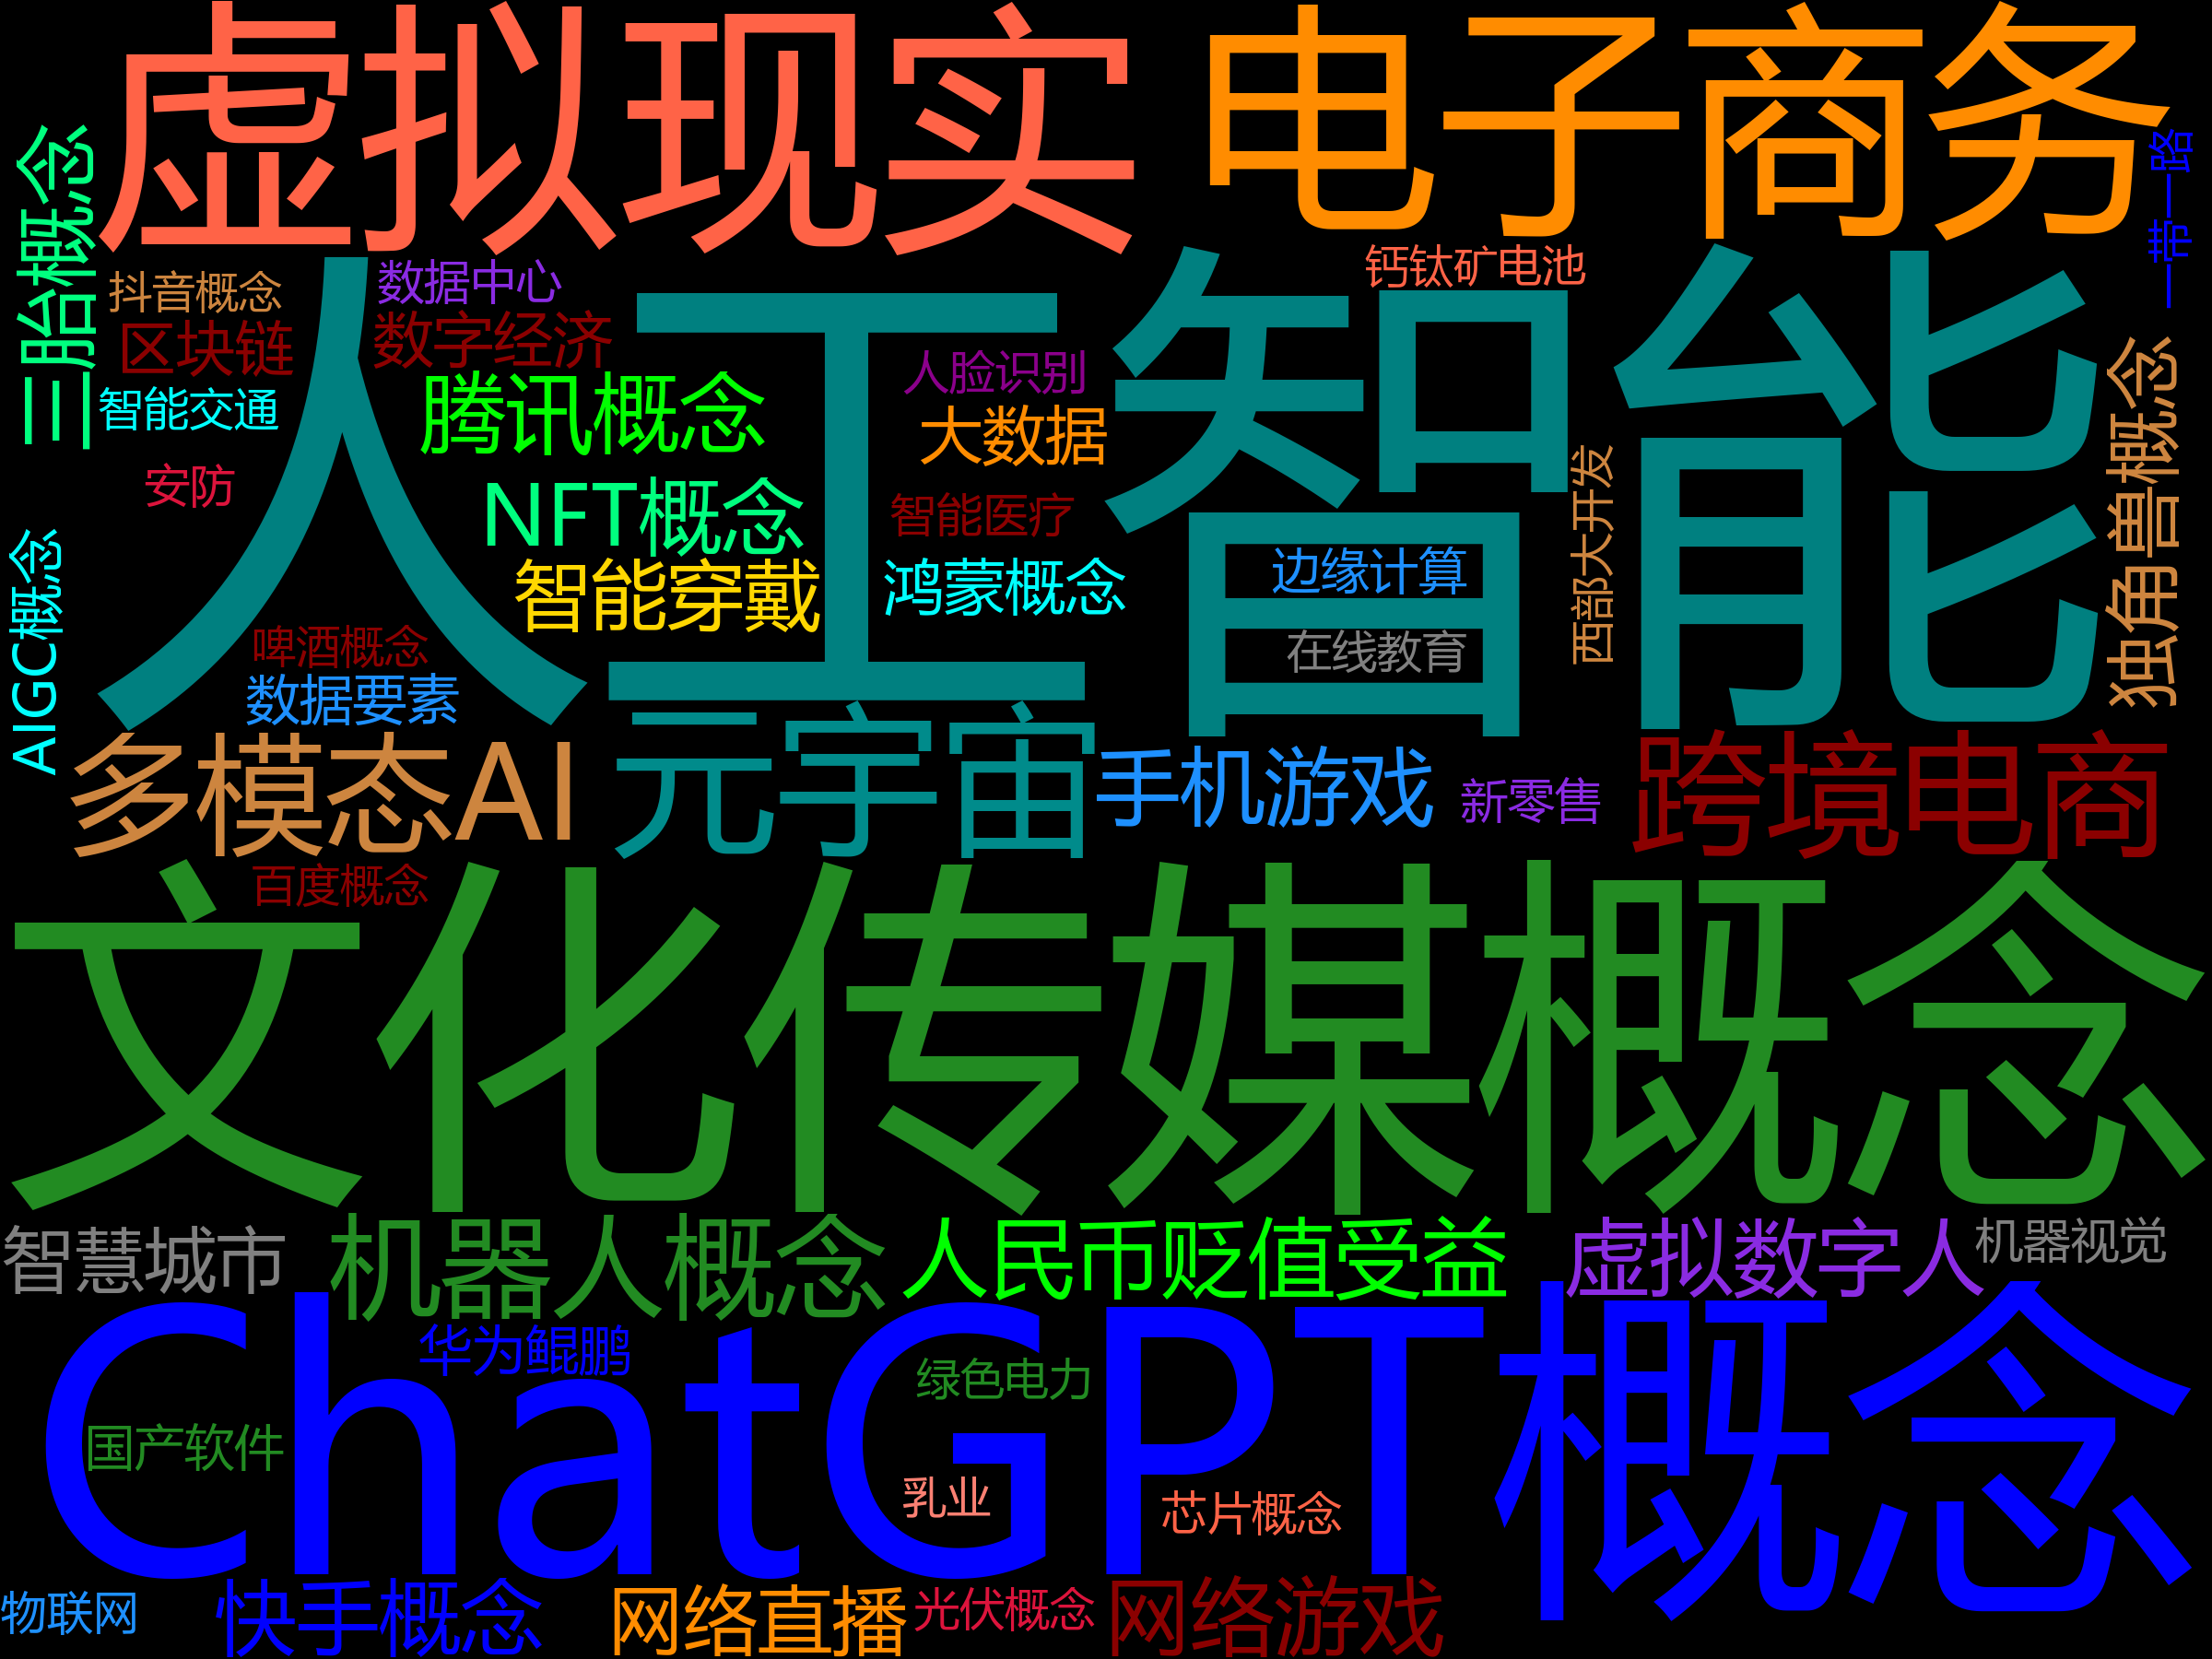 虚拟现实
电子商务
三胎概念
一带一路
抖音概念
数据中心
钙钛矿电池
区块链
数字经济
人工智能
人脸识别
智能交通
腾讯概念
大数据
独角兽概念
安防
NFT概念
智能医疗
西部大开发
AIGC概念
智能穿戴
鸿蒙概念
边缘计算
啤酒概念
在线教育
数据要素
多模态AI
元宇宙
手机游戏
新零售
跨境电商
百度概念
文化传媒概念
智慧城市
机器人概念
人民币贬值受益
虚拟数字人
机器视觉
ChatGPT概念
华为鲲鹏
绿色电力
国产软件
乳业
芯片概念
物联网
快手概念
网络直播
光伏概念
网络游戏